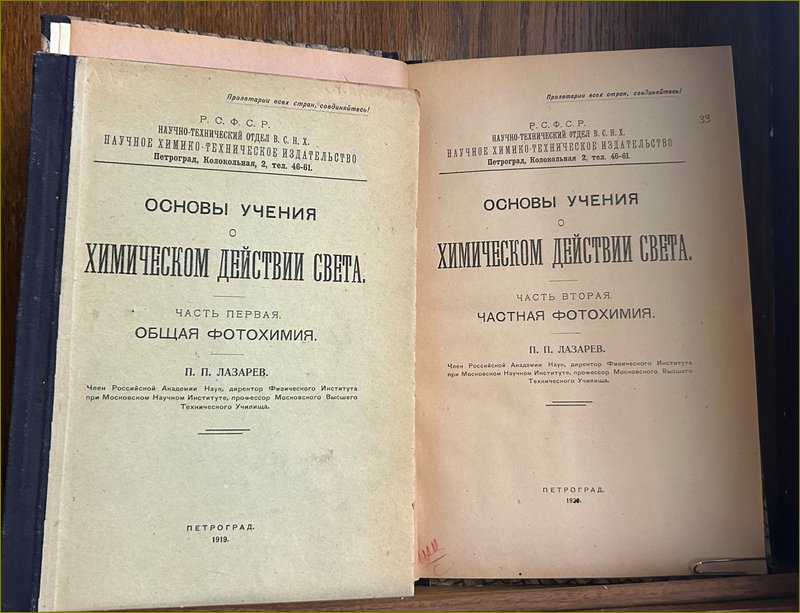 Пролетарии всех стран, соединяйтесь!
Р. С. Ф. С. Р.
НАУЧНО-ТЕХНИЧЕСКИЙ ОТДЕЛ В. С. Н. Х.
НАУЧНОЕ ХИМИКО-ТЕХНИЧЕСКОЕ ИЗДАТЕЛЬСТВО
Петроград, Колокольная, 2, тел. 46-61.
ОСНОВЫ УЧЕНИЯ
О
ХИМИЧЕСКОМ ДЕЙСТВИИ СВЕТА.
ЧАСТЬ ПЕРВАЯ.
ОБЩАЯ ФОТОХИМИЯ.
П. П. ЛАЗАРЕВ.
Член Российской Академии Наук, директор Физического Института
при Московском Научном Институте, профессор Московского Высшего
Технического Училища.
ПЕТРОГРАД.
1919.
Пролетарии всех стран, соединяйтесь!
33
Р. С. Ф. С. Р.
НАУЧНО-ТЕХНИЧЕСКИЙ ОТДЕЛ В. С. Н. Х.
НАУЧНОЕ ХИМИКО-ТЕХНИЧЕСКОЕ ИЗДАТЕЛЬСТВО
Петроград, Колокольная 2, тел. 46-61.
ОСНОВЫ УЧЕНИЯ
О
ХИМИЧЕСКОМ ДЕЙСТВИИ СВЕТА.
ЧАСТЬ ВТОРАЯ.
ЧАСТНАЯ ФОТОХИМИЯ.
П. П. ЛАЗАРЕВ.
Член Российской Академии Наук, директор Физического Института
при Московском Научном Институте, профессор Московского Высшего
Технического Училища.
ПЕТРОГРАД.
1920.